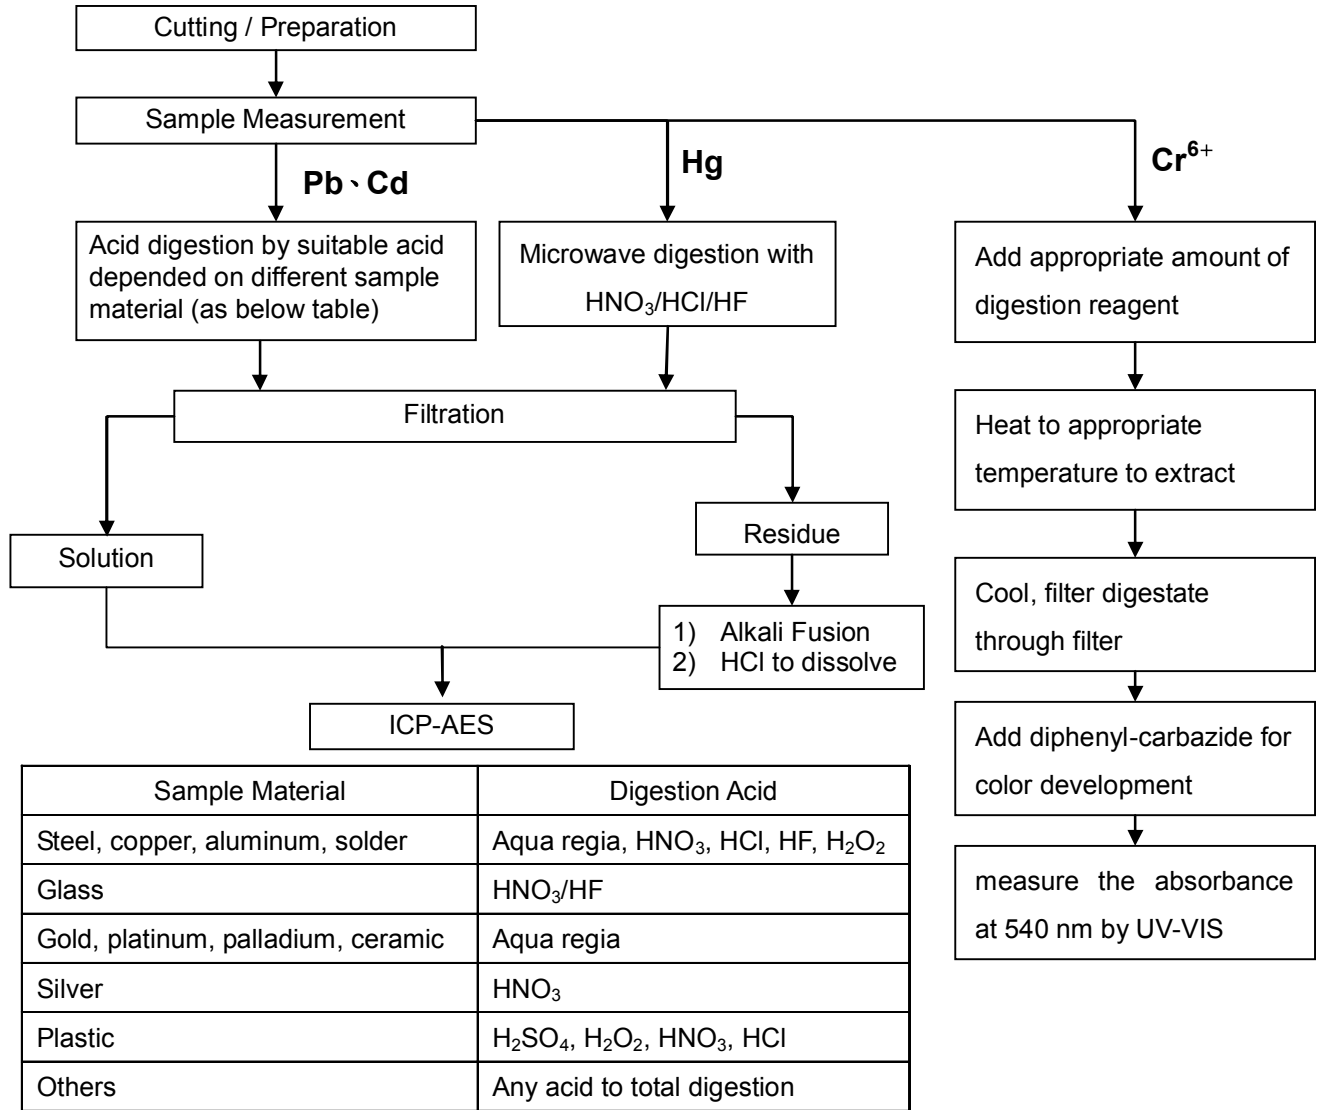 Cutting / Preparation
Sample Measurement
Pb、Cd
Hg
Cr⁶⁺
Acid digestion by suitable acid
depended on different sample
material (as below table)
Microwave digestion with
HNO₃/HCl/HF
Add appropriate amount of
digestion reagent
Filtration
Heat to appropriate
temperature to extract
Solution
Residue
1) Alkali Fusion
2) HCl to dissolve
Cool, filter digestate
through filter
ICP-AES
Add diphenyl-carbazide for
color development
measure the absorbance
at 540 nm by UV-VIS
Sample Material Digestion Acid
Steel, copper, aluminum, solder Aqua regia, HNO₃, HCl, HF, H₂O₂
Glass HNO₃/HF
Gold, platinum, palladium, ceramic Aqua regia
Silver HNO₃
Plastic H₂SO₄, H₂O₂, HNO₃, HCl
Others Any acid to total digestion